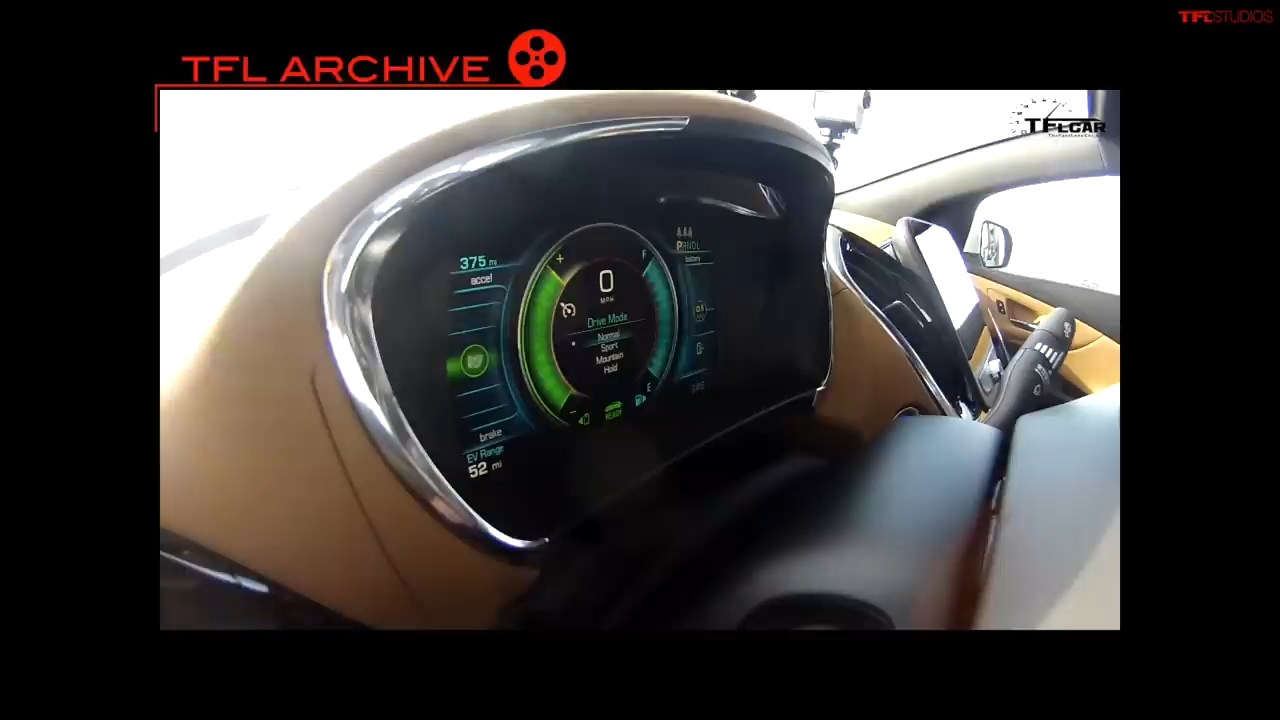 TFLSTUDIOS
TFL ARCHIVE
TFLCAR
375 mi
accel
brake
EV Range
52 mi
+
F
0
MPH
Drive Mode
Normal
Sport
Mountain
Hold
-
E
READY
PRNDL
battery